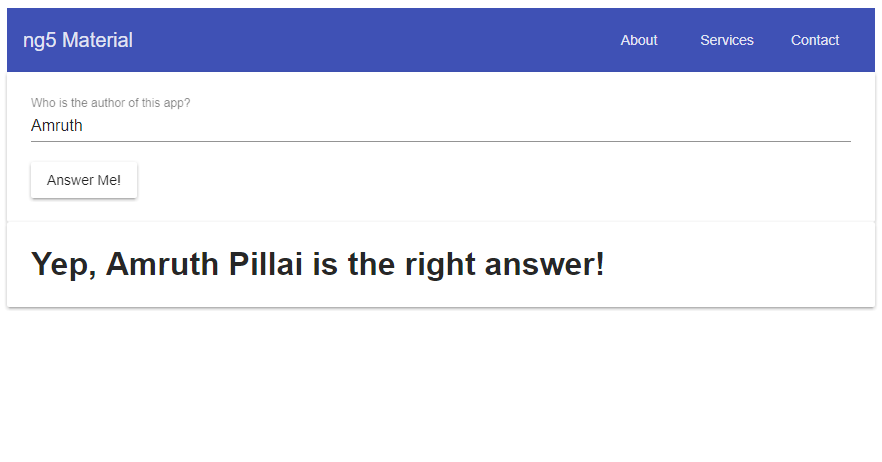 ng5 Material About Services Contact
Who is the author of this app?
Amruth
Answer Me!
Yep, Amruth Pillai is the right answer!